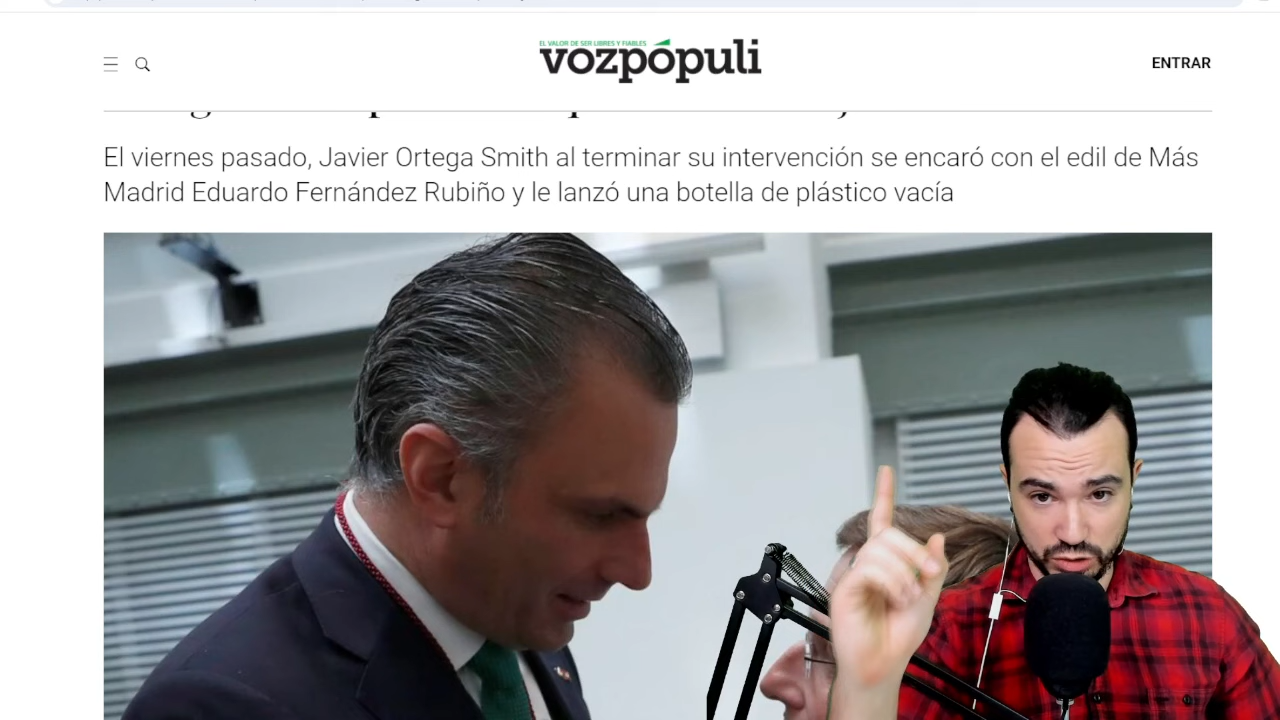 EL VALOR DE SER LIBRES Y FIABLES
vozpópuli
ENTRAR
El viernes pasado, Javier Ortega Smith al terminar su intervención se encaró con el edil de Más
Madrid Eduardo Fernández Rubiño y le lanzó una botella de plástico vacía